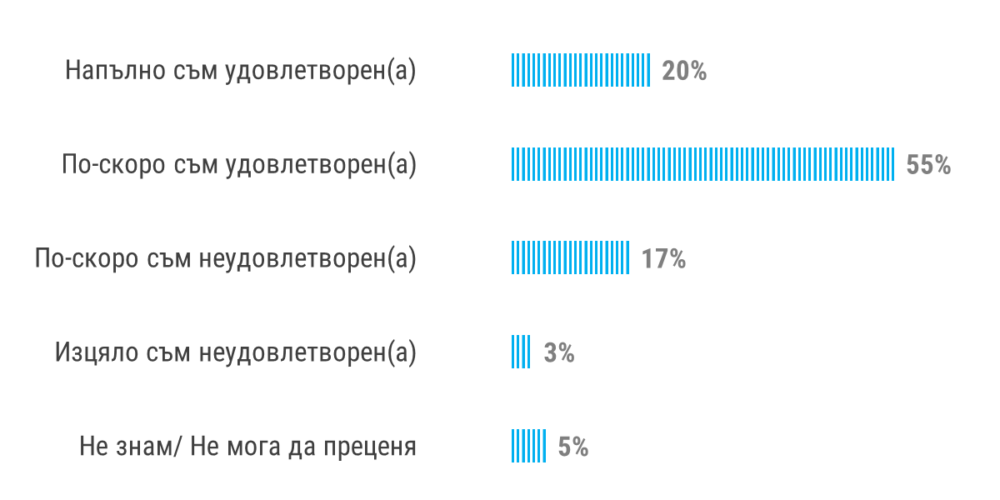 Напълно съм удовлетворен(а) 20%
По-скоро съм удовлетворен(а) 55%
По-скоро съм неудовлетворен(а) 17%
Изцяло съм неудовлетворен(а) 3%
Не знам/ Не мога да преценя 5%